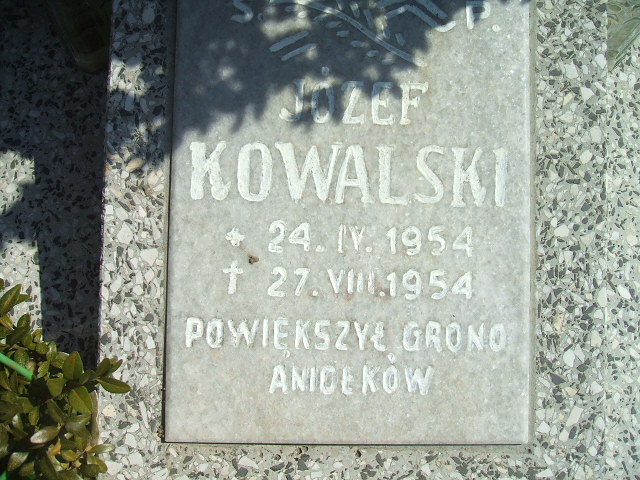 JÓZEF
KOWALSKI
* 24. IV. 1954
† 27. VIII. 1954
POWIĘKSZYŁ GRONO
ANIOŁKÓW